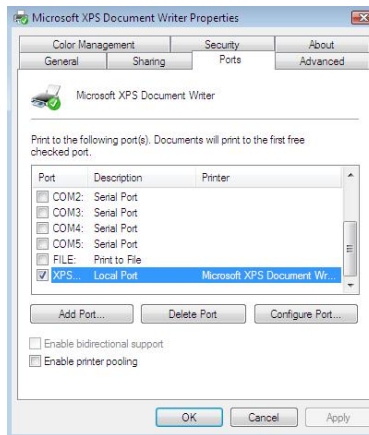 Microsoft XPS Document Writer Properties
Color Management Security About
General Sharing Ports Advanced
Microsoft XPS Document Writer
Print to the following port(s). Documents will print to the first free
checked port.
Port Description Printer
COM2: Serial Port
COM3: Serial Port
COM4: Serial Port
COM5: Serial Port
FILE: Print to File
XPS... Local Port Microsoft XPS Document Wr...
Add Port... Delete Port Configure Port...
Enable bidirectional support
Enable printer pooling
OK Cancel Apply